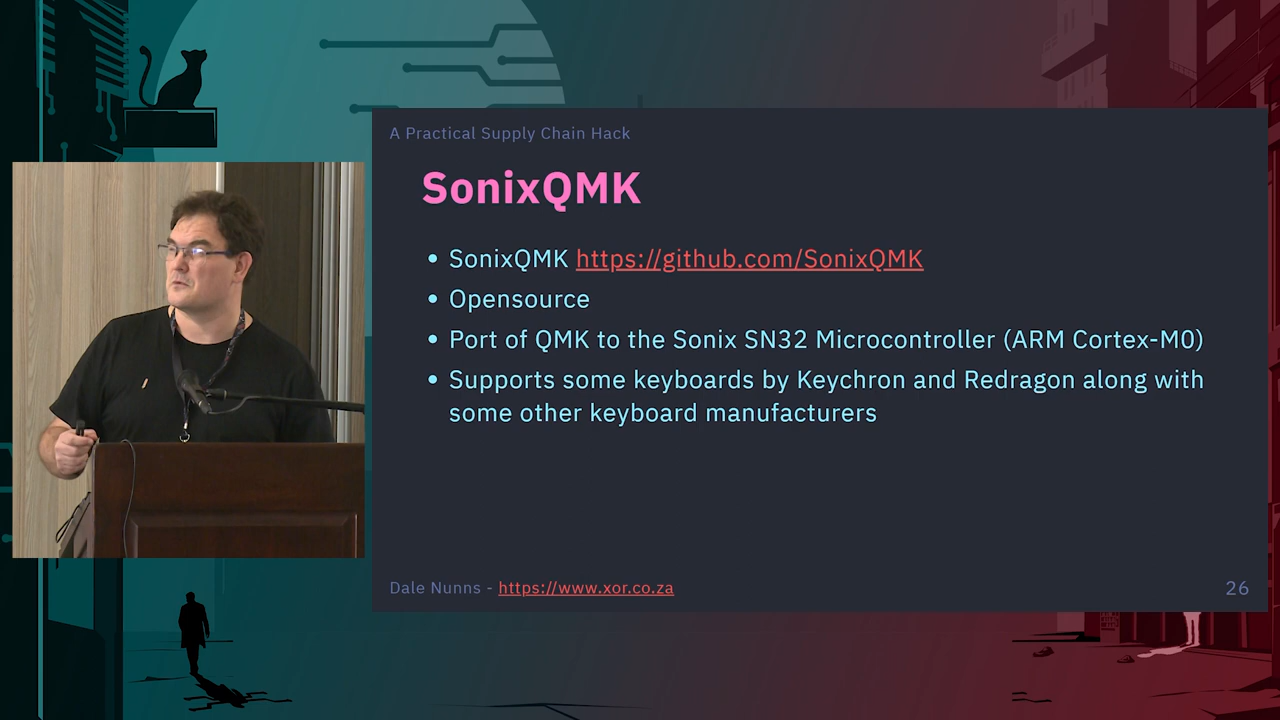 A Practical Supply Chain Hack
SonixQMK
• SonixQMK https://github.com/SonixQMK
• Opensource
• Port of QMK to the Sonix SN32 Microcontroller (ARM Cortex-M0)
• Supports some keyboards by Keychron and Redragon along with
some other keyboard manufacturers
Dale Nunns - https://www.xor.co.za
26